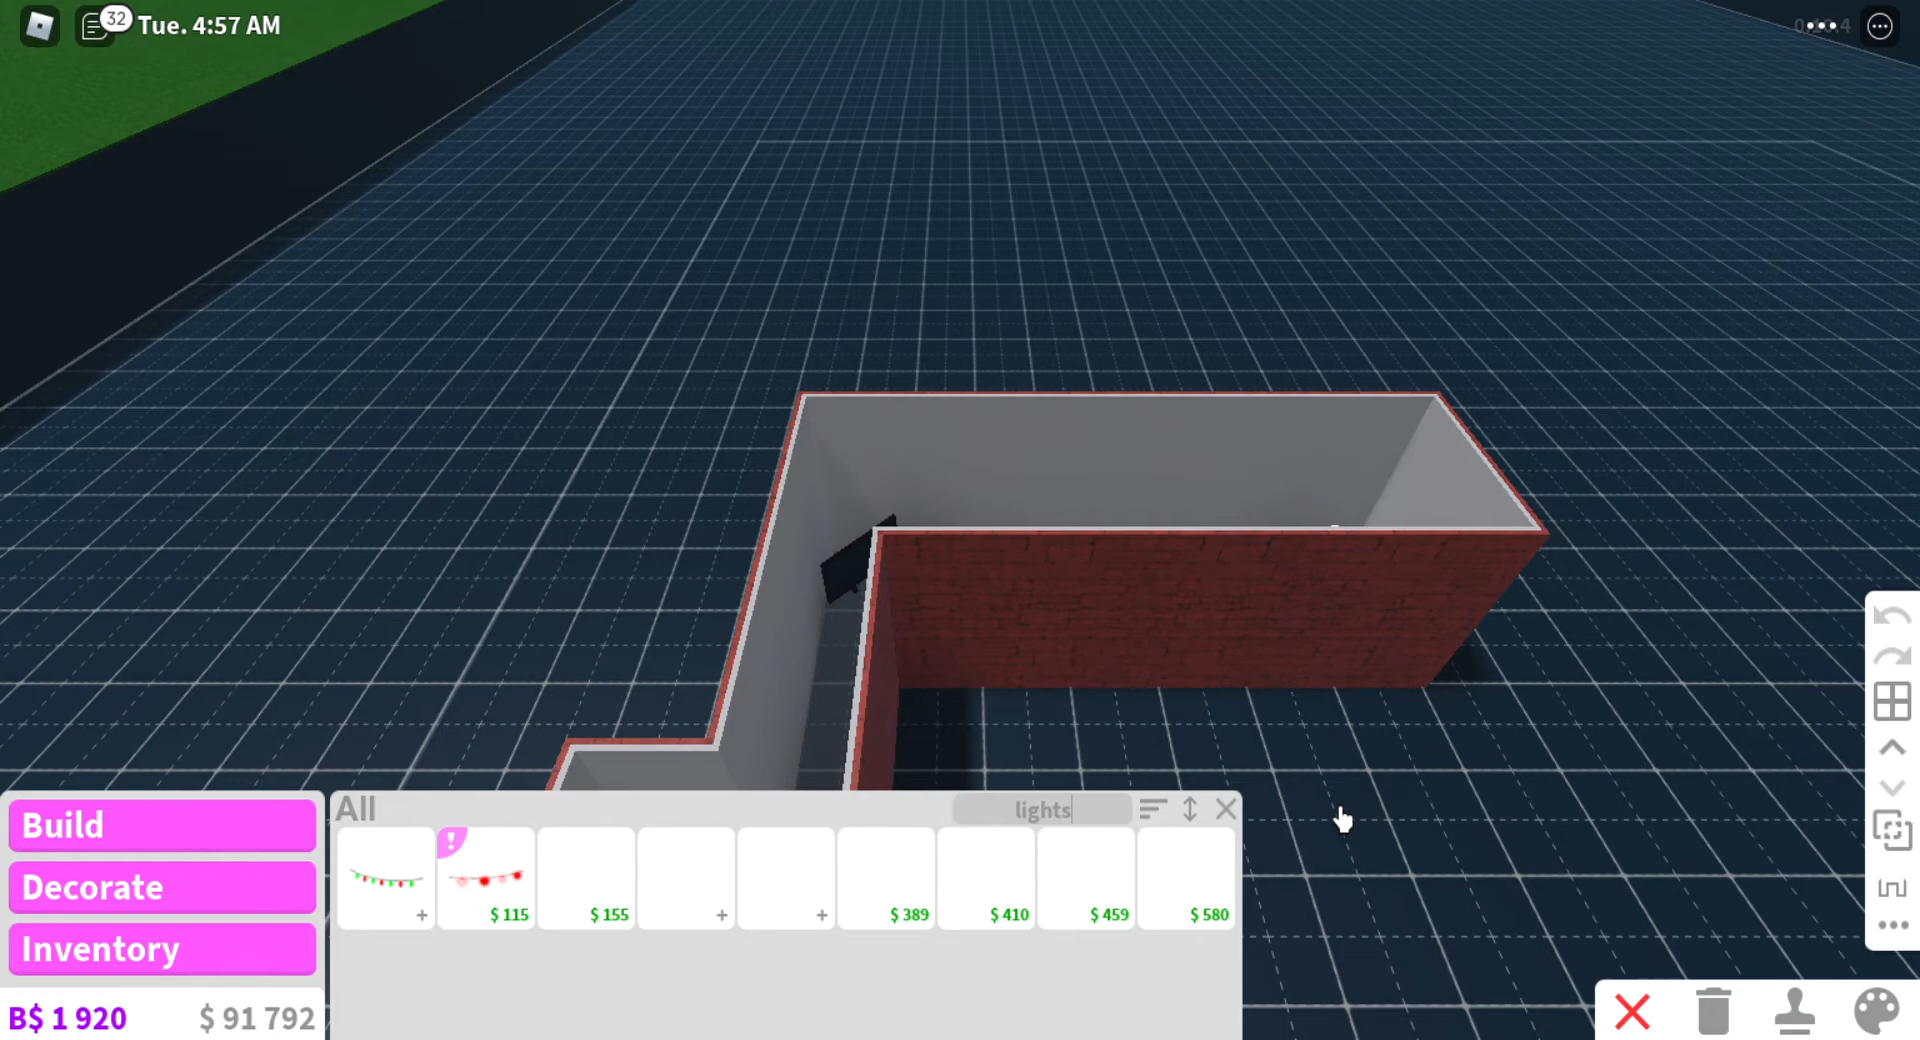 32
Tue. 4:57 AM
All
lights
Build
Decorate
Inventory
B$ 1 920
$ 91 792
!
+
$ 115
$ 155
+
+
$ 389
$ 410
$ 459
$ 580